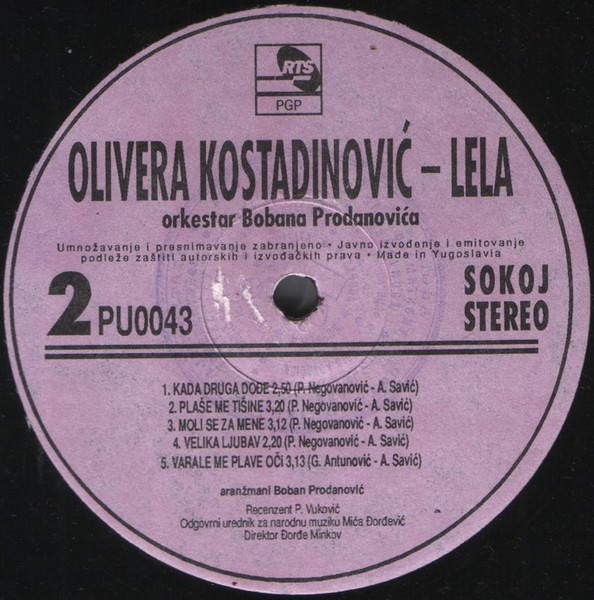 RTS
PGP
OLIVERA KOSTADINOVIĆ – LELA
orkestar Bobana Prodanovića
Umnožavanje i presnimavanje zabranjeno • Javno izvođenje i emitovanje
podleže zaštiti autorskih i izvođačkih prava • Made in Yugoslavia
2 PU0043
SOKOJ
STEREO
1. KADA DRUGA DOĐE 2,50 (P. Negovanović - A. Savić)
2. PLAŠE ME TIŠINE 3,20 (P. Negovanović - A. Savić)
3. MOLI SE ZA MENE 3,12 (P. Negovanović - A. Savić)
4. VELIKA LJUBAV 2,20 (P. Negovanović - A. Savić)
5. VARALE ME PLAVE OČI 3,13 (G. Antunović - A. Savić)
aranžmani Boban Prodanović
Recenzent P. Vuković
Odgovrni urednik za narodnu muziku Mića Đorđević
Direktor Đorđe Minkov